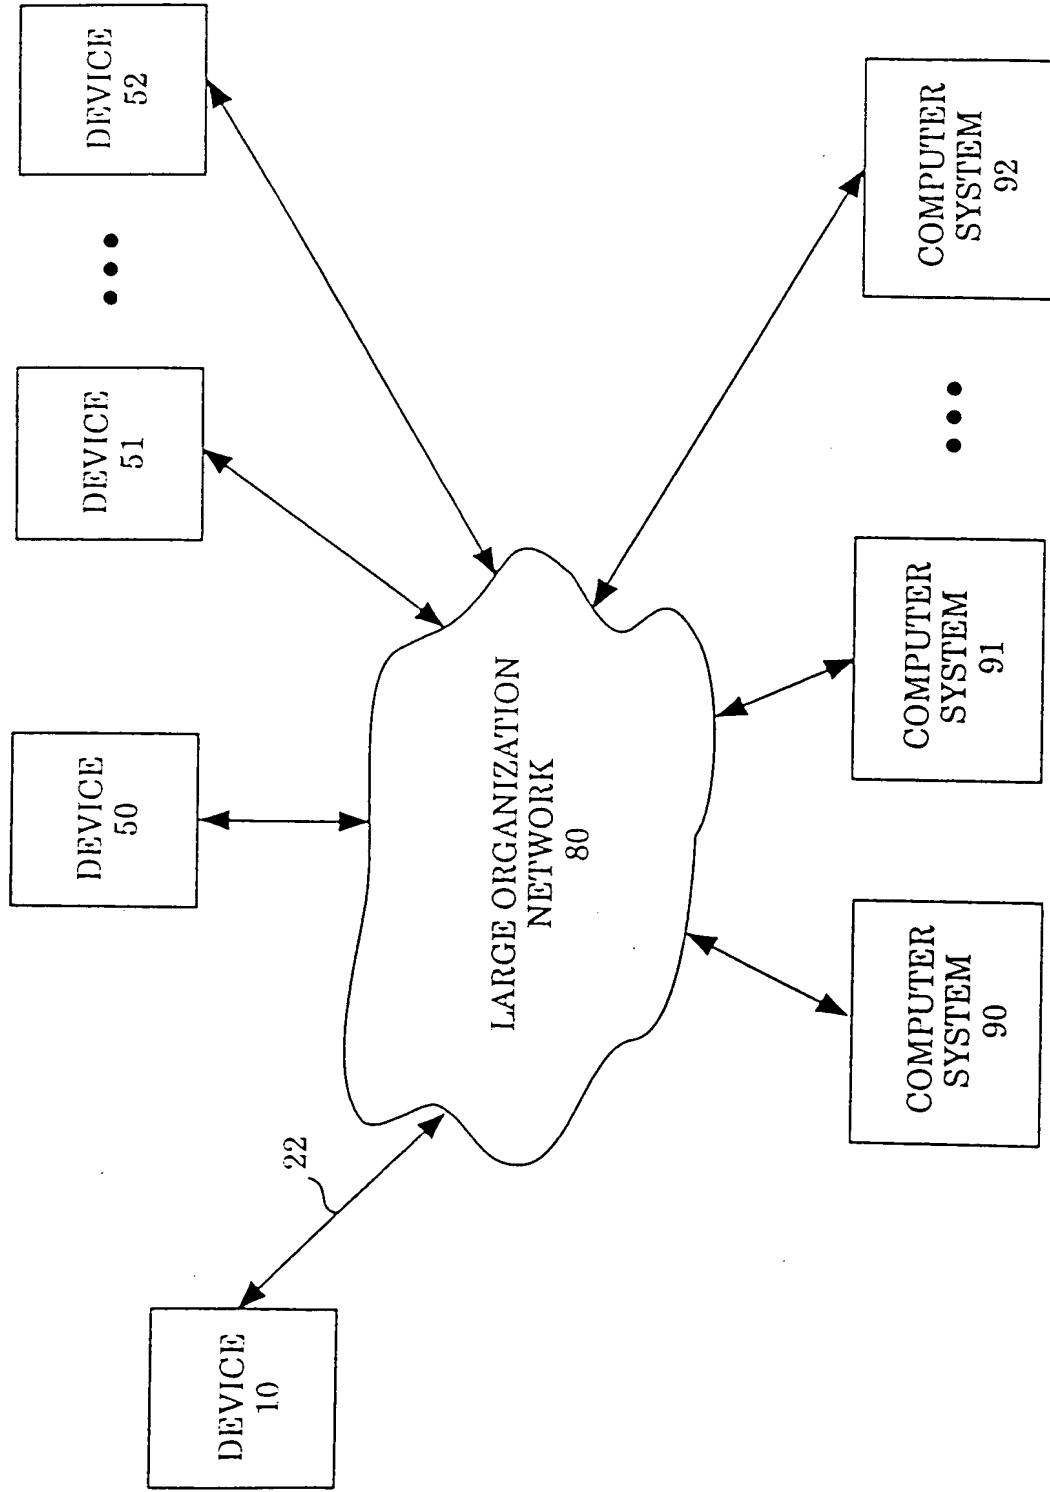 DEVICE
10
22
DEVICE
50
DEVICE
51
DEVICE
52
LARGE ORGANIZATION
NETWORK
80
COMPUTER
SYSTEM
90
COMPUTER
SYSTEM
91
COMPUTER
SYSTEM
92